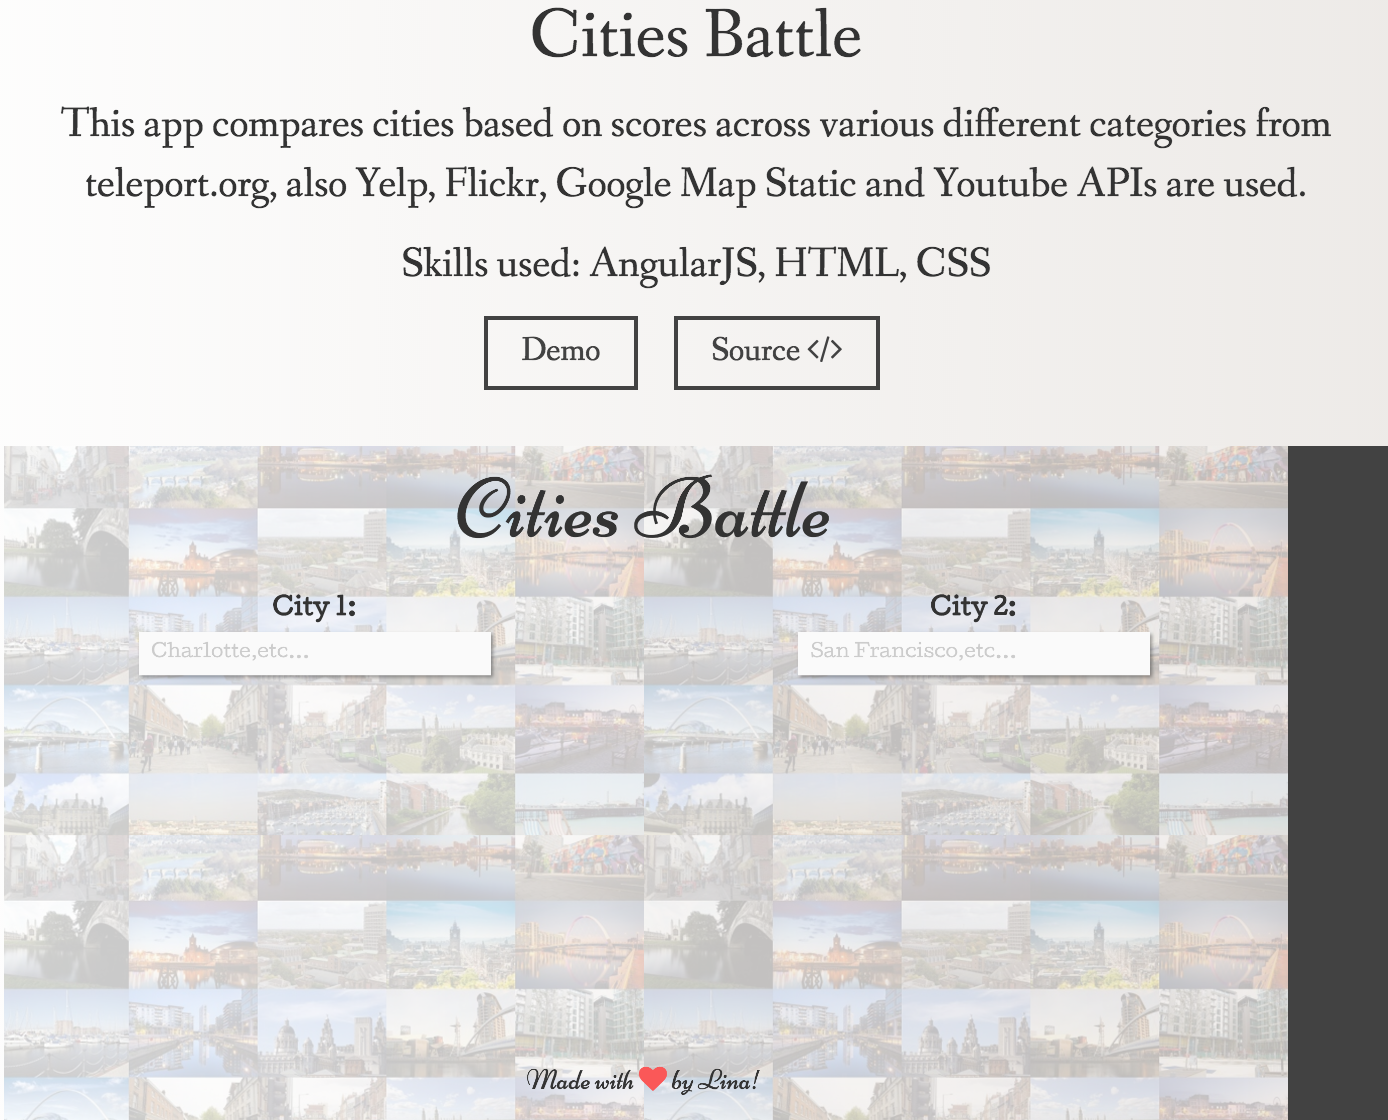 Cities Battle
This app compares cities based on scores across various different categories from
teleport.org, also Yelp, Flickr, Google Map Static and Youtube APIs are used.
Skills used: AngularJS, HTML, CSS
Demo
Source </>
Cities Battle
City 1:
City 2:
Charlotte,etc...
San Francisco,etc...
Made with ❤ by Lina!